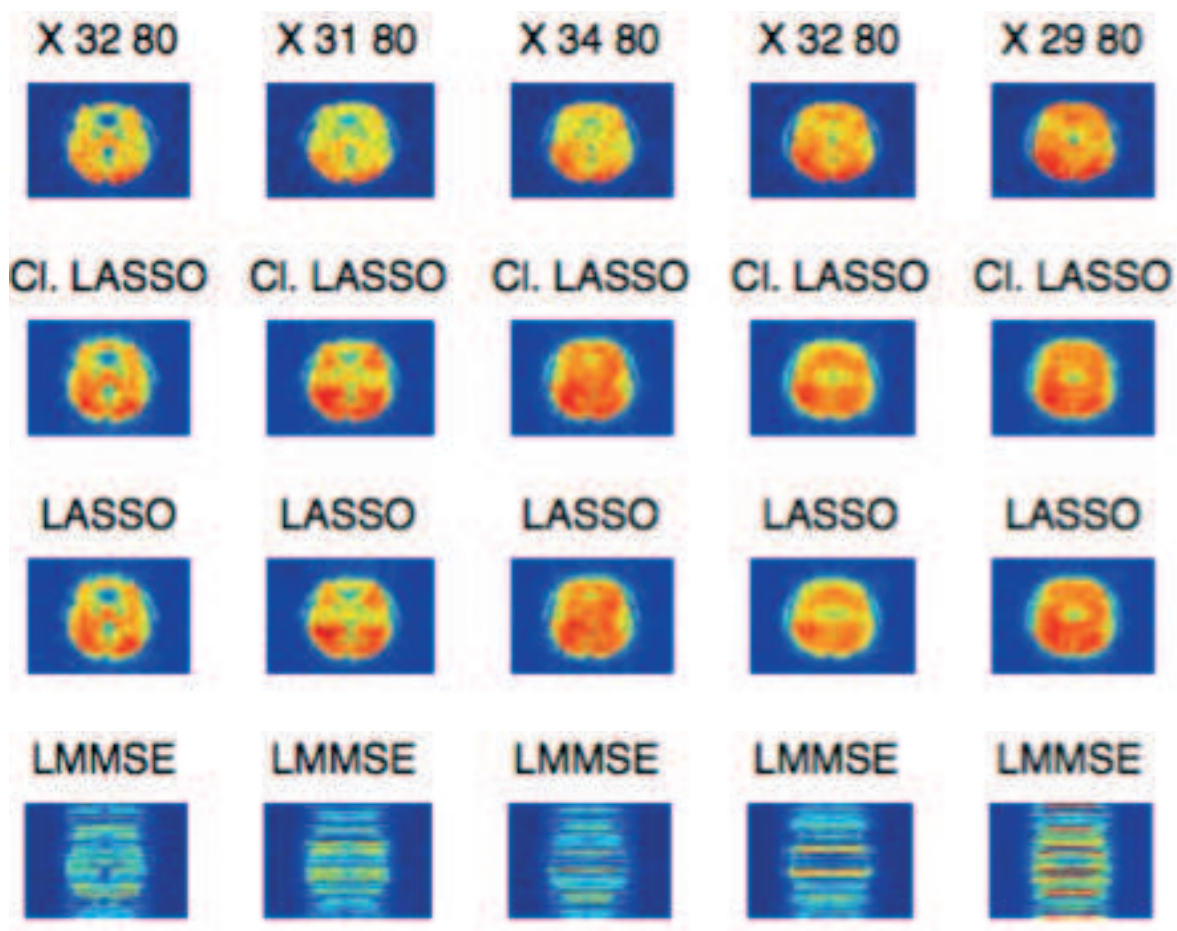 X 32 80 X 31 80 X 34 80 X 32 80 X 29 80
Cl. LASSO Cl. LASSO Cl. LASSO Cl. LASSO Cl. LASSO
LASSO LASSO LASSO LASSO LASSO
LMMSE LMMSE LMMSE LMMSE LMMSE